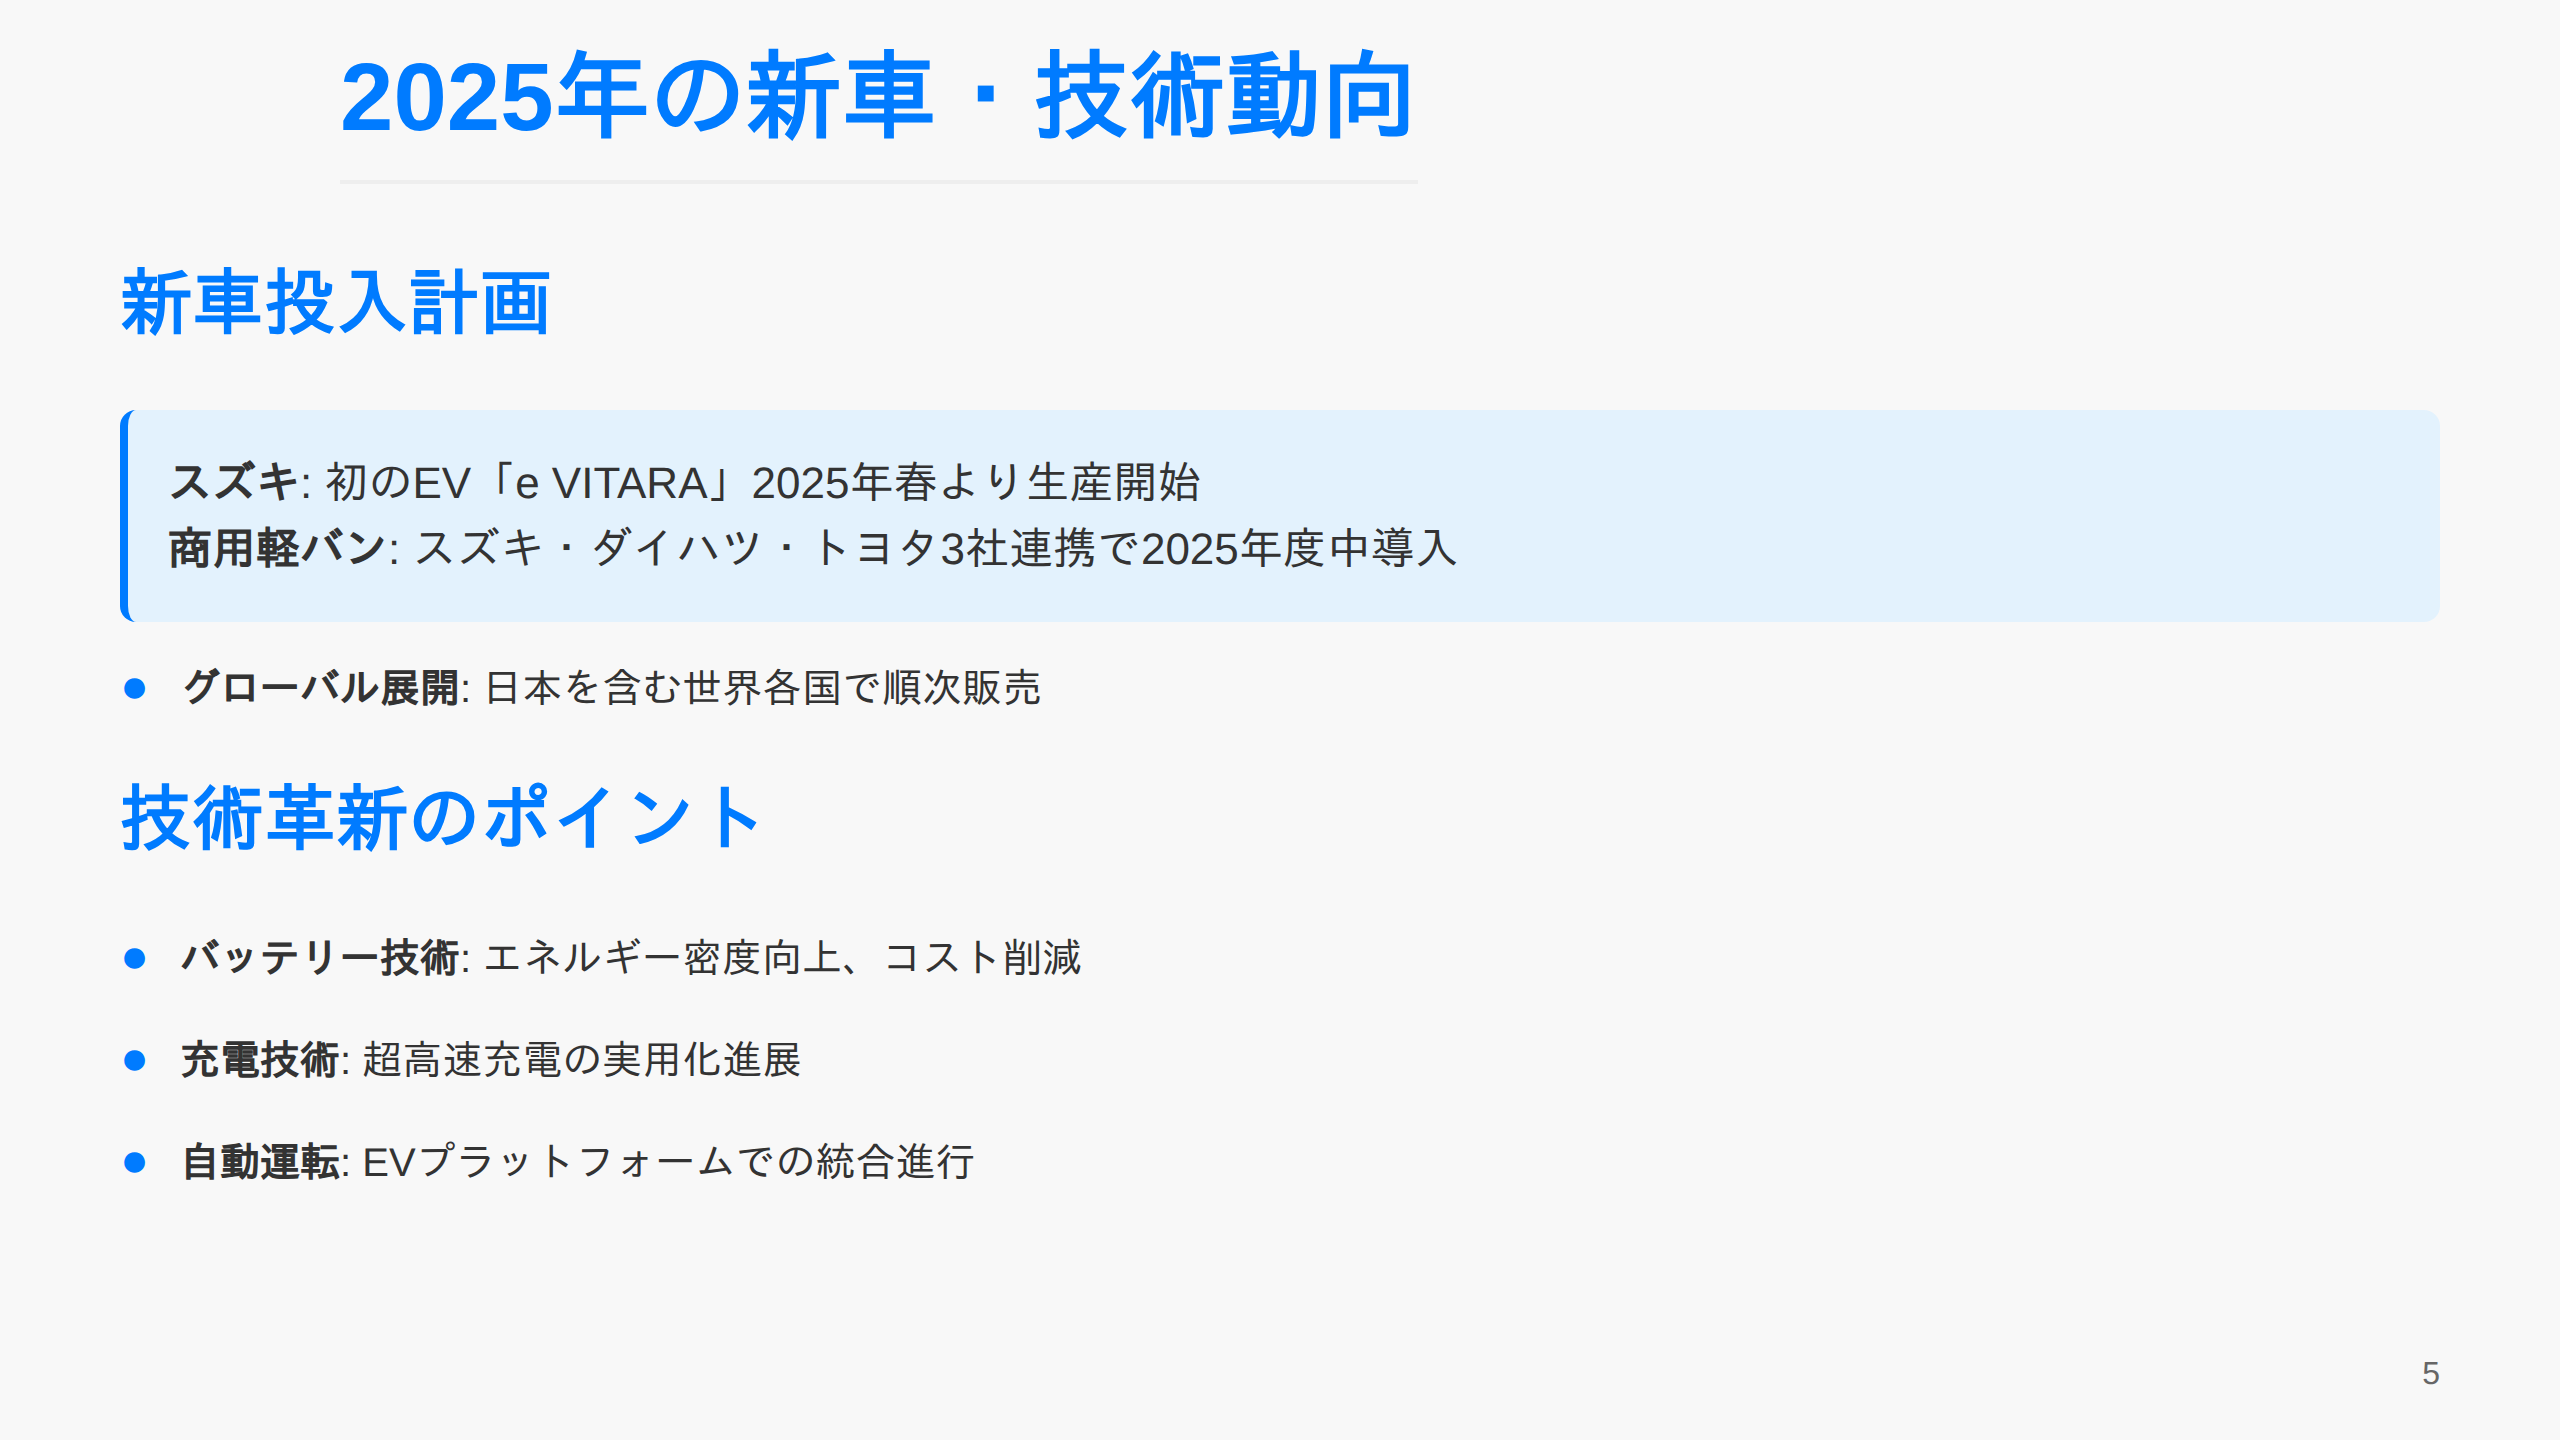 2025年の新車・技術動向
新車投入計画
スズキ: 初のEV「e VITARA」2025年春より生産開始
商用軽バン: スズキ・ダイハツ・トヨタ3社連携で2025年度中導入
● グローバル展開: 日本を含む世界各国で順次販売
技術革新のポイント
● バッテリー技術: エネルギー密度向上、コスト削減
● 充電技術: 超高速充電の実用化進展
● 自動運転: EVプラットフォームでの統合進行
5